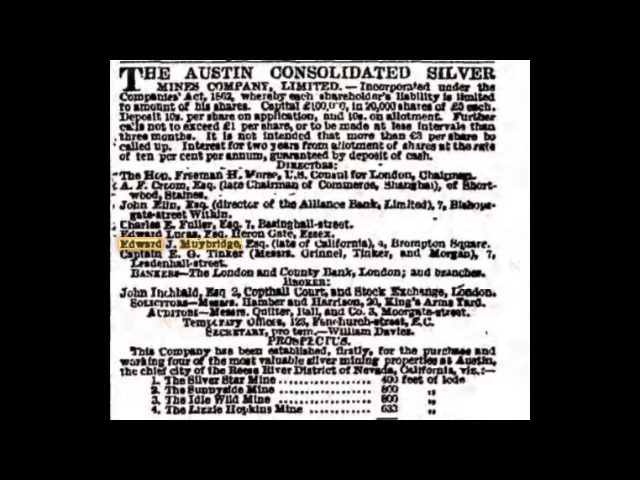 THE AUSTIN CONSOLIDATED SILVER
MINES COMPANY, LIMITED.—Incorporated under the
Companies' Act, 1862, whereby each shareholder's liability is limited
to amount of his shares. Capital £100,000, in 20,000 shares of £5 each.
Deposit 10s. per share on application, and 10s. on allotment. Further
calls not to exceed £1 per share, or to be made at less intervals than
three months. It is not intended that more than £3 per share be
called up. Interest for two years from allotment of shares at the rate
of ten per cent per annum, guaranteed by deposit of cash.
DIRECTORS:
The Hon. Freeman H. Morse, U.S. Consul for London, Chairman.
A. F. Croom, Esq. (late Chairman of Commerce, Shanghai), of Short-
wood, Staines.
John Elin, Esq. (director of the Alliance Bank, Limited), 7, Bishops-
gate-street Within.
Charles E. Fuller, Esq. 7, Basinghall-street.
Edward Lucas, Esq. Heron Gate, Essex.
Edward J. Muybridge, Esq. (late of California), 4, Brompton Square.
Captain E. G. Tinker (Messrs. Grinnel, Tinker, and Morgan), 7,
Leadenhall-street.
BANKERS—The London and County Bank, London; and branches.
BROKER:
John Inchbald, Esq. 2, Copthall Court, and Stock Exchange, London.
SOLICITORS—Messrs. Hamber and Harrison, 20, King's Arms Yard.
AUDITORS—Messrs. Quilter, Ball, and Co. 3, Moorgate-street.
Temporary Offices, 123, Fenchurch-street, E.C.
SECRETARY, pro tem.—William Davies.
PROSPECTUS.
This Company has been established, firstly, for the purchase and
working four of the most valuable silver mining properties at Austin,
the chief city of the Reese River District of Nevada, California, viz.:—
1. The Silver Star Mine .............. 400 feet of lode
2. The Sunnyside Mine .............. 800 "
3. The Idle Wild Mine .............. 800 "
4. The Lizzie Hopkins Mine .......... 633 "